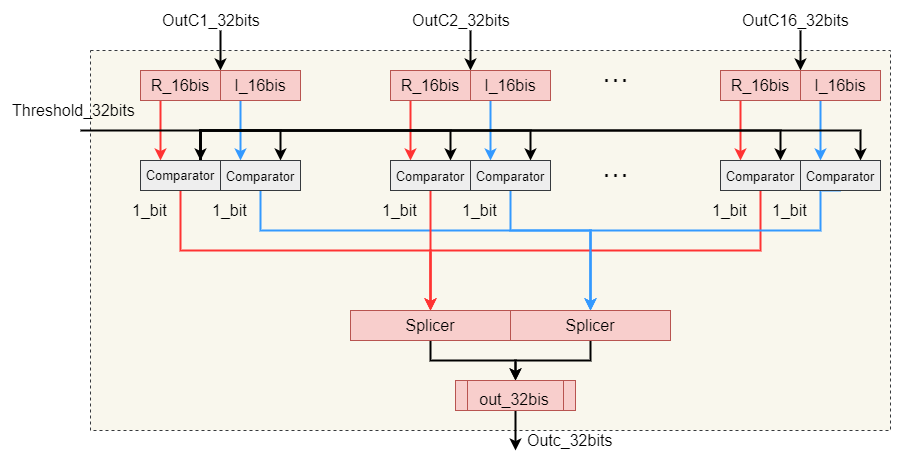 OutC1_32bits OutC2_32bits OutC16_32bits
R_16bis I_16bis R_16bis I_16bis ... R_16bis I_16bis
Threshold_32bits
Comparator Comparator Comparator Comparator ... Comparator Comparator
1_bit 1_bit 1_bit 1_bit 1_bit 1_bit
Splicer Splicer
out_32bis
Outc_32bits